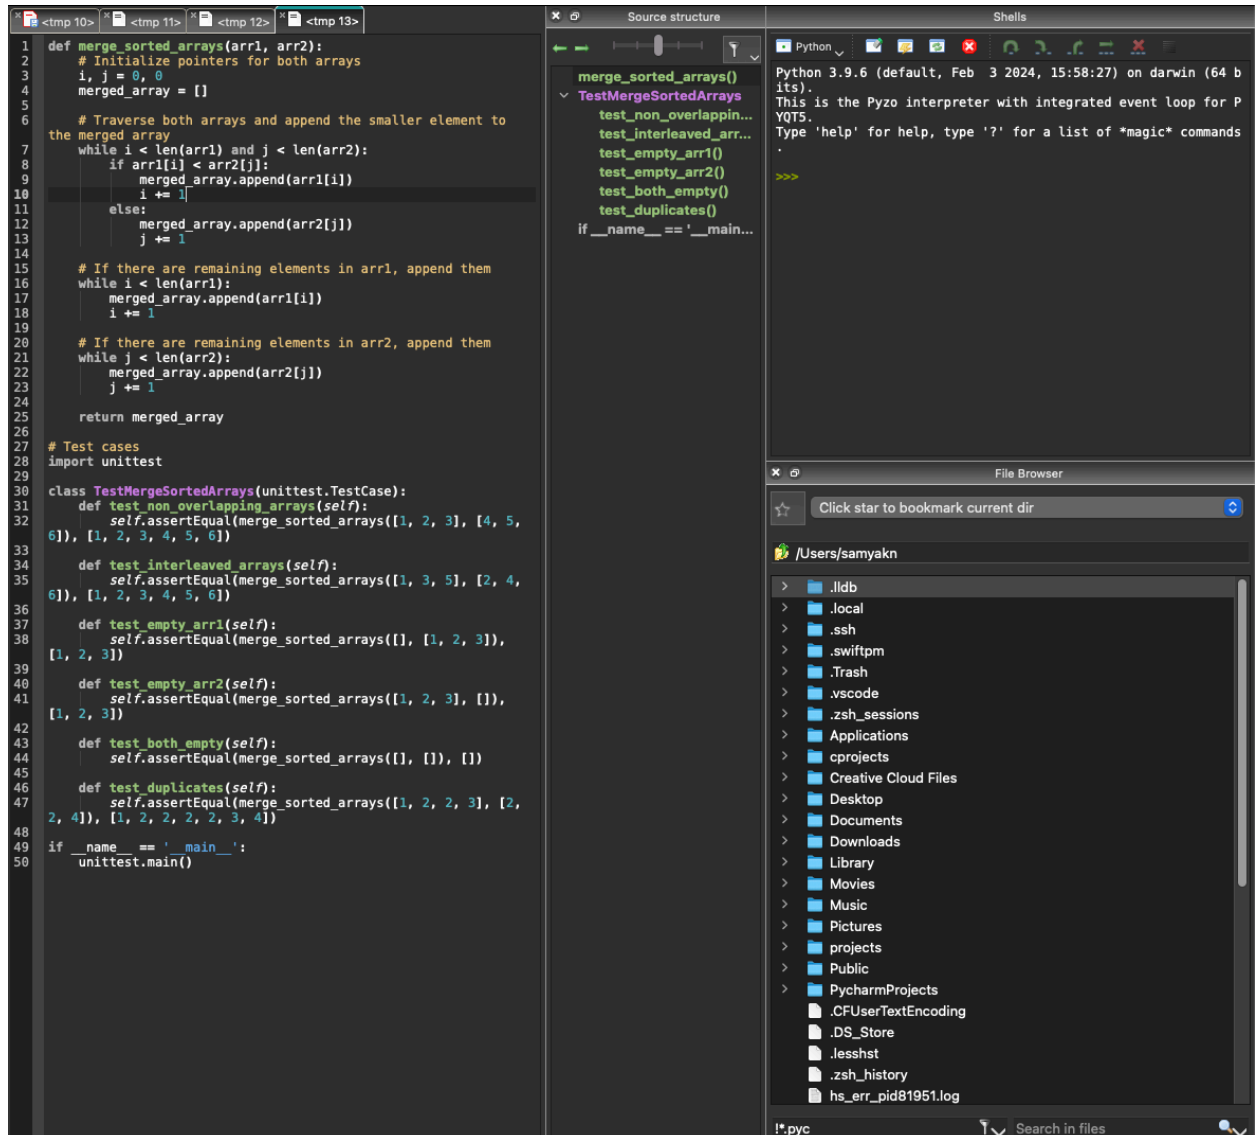 <tmp 10>
<tmp 11>
<tmp 12>
<tmp 13>
1 def merge_sorted_arrays(arr1, arr2):
2     # Initialize pointers for both arrays
3     i, j = 0, 0
4     merged_array = []
5
6     # Traverse both arrays and append the smaller element to
the merged array
7     while i < len(arr1) and j < len(arr2):
8         if arr1[i] < arr2[j]:
9             merged_array.append(arr1[i])
10             i += 1
11         else:
12             merged_array.append(arr2[j])
13             j += 1
14
15     # If there are remaining elements in arr1, append them
16     while i < len(arr1):
17         merged_array.append(arr1[i])
18         i += 1
19
20     # If there are remaining elements in arr2, append them
21     while j < len(arr2):
22         merged_array.append(arr2[j])
23         j += 1
24
25     return merged_array
26
27 # Test cases
28 import unittest
29
30 class TestMergeSortedArrays(unittest.TestCase):
31     def test_non_overlapping_arrays(self):
32         self.assertEqual(merge_sorted_arrays([1, 2, 3], [4, 5,
6]), [1, 2, 3, 4, 5, 6])
33
34     def test_interleaved_arrays(self):
35         self.assertEqual(merge_sorted_arrays([1, 3, 5], [2, 4,
6]), [1, 2, 3, 4, 5, 6])
36
37     def test_empty_arr1(self):
38         self.assertEqual(merge_sorted_arrays([], [1, 2, 3]),
[1, 2, 3])
39
40     def test_empty_arr2(self):
41         self.assertEqual(merge_sorted_arrays([1, 2, 3], []),
[1, 2, 3])
42
43     def test_both_empty(self):
44         self.assertEqual(merge_sorted_arrays([], []), [])
45
46     def test_duplicates(self):
47         self.assertEqual(merge_sorted_arrays([1, 2, 2, 3], [2,
2, 4]), [1, 2, 2, 2, 2, 3, 4])
48
49 if __name__ == '__main__':
50     unittest.main()
Source structure
merge_sorted_arrays()
TestMergeSortedArrays
test_non_overlappin...
test_interleaved_arr...
test_empty_arr1()
test_empty_arr2()
test_both_empty()
test_duplicates()
if __name__ == '__main...
Shells
Python
Python 3.9.6 (default, Feb  3 2024, 15:58:27) on darwin (64 b
its).
This is the Pyzo interpreter with integrated event loop for P
YQT5.
Type 'help' for help, type '?' for a list of *magic* commands
.
>>>
File Browser
Click star to bookmark current dir
/Users/samyakn
.lldb
.local
.ssh
.swiftpm
.Trash
.vscode
.zsh_sessions
Applications
cprojects
Creative Cloud Files
Desktop
Documents
Downloads
Library
Movies
Music
Pictures
projects
Public
PycharmProjects
.CFUserTextEncoding
.DS_Store
.lesshst
.zsh_history
hs_err_pid81951.log
!*.pyc
Search in files